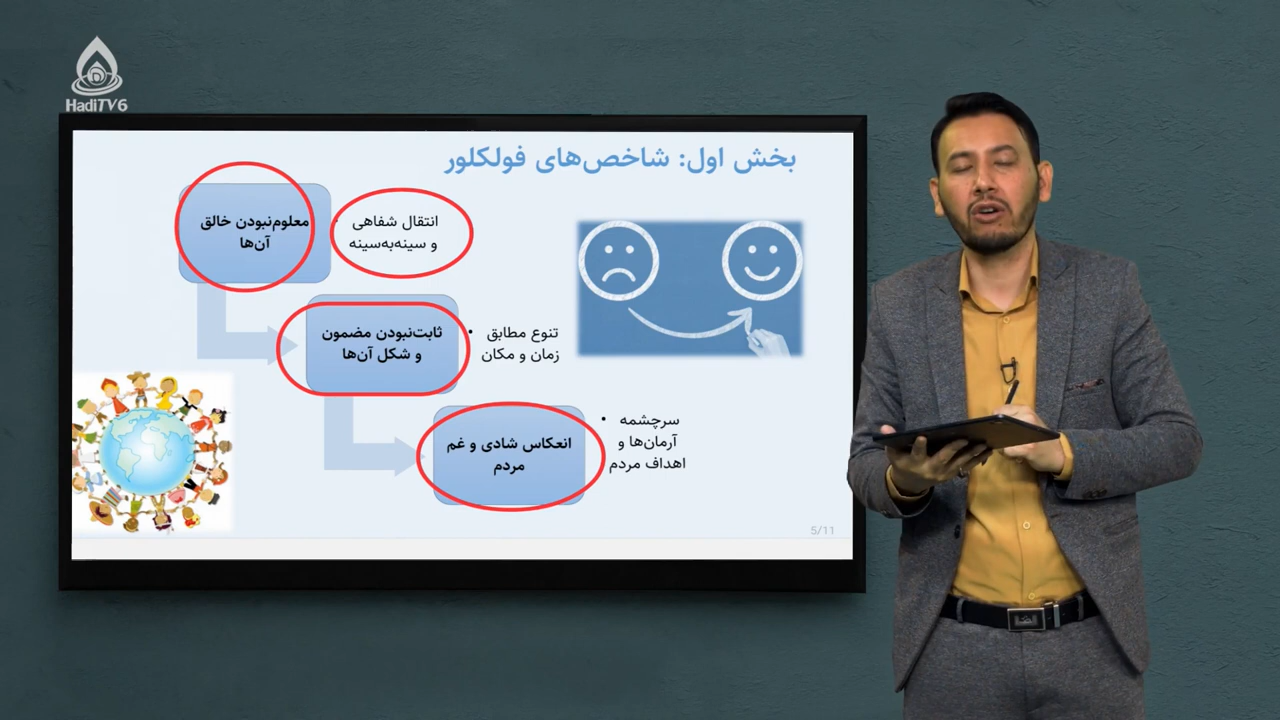 HadiTV6
بخش اول: شاخص‌های فولکلور
معلوم‌نبودن خالق
آن‌ها
• انتقال شفاهی
و سینه‌به‌سینه
ثابت‌نبودن مضمون
و شکل آن‌ها
• تنوع مطابق
زمان و مکان
انعکاس شادی و غم
مردم
• سرچشمه
آرمان‌ها و
اهداف مردم
5/11